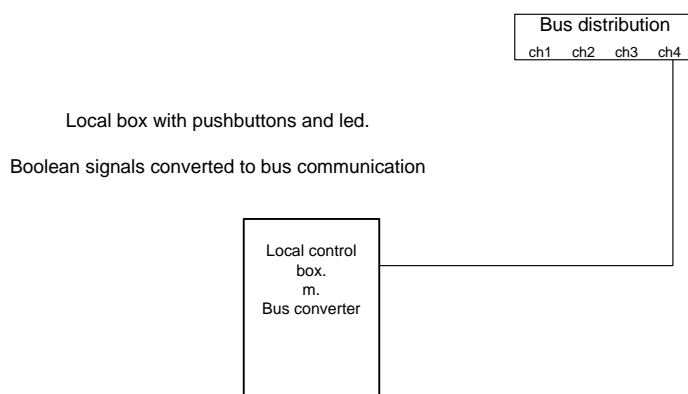 Bus distribution
ch1 ch2 ch3 ch4
Local box with pushbuttons and led.
Boolean signals converted to bus communication
Local control
box.
m.
Bus converter